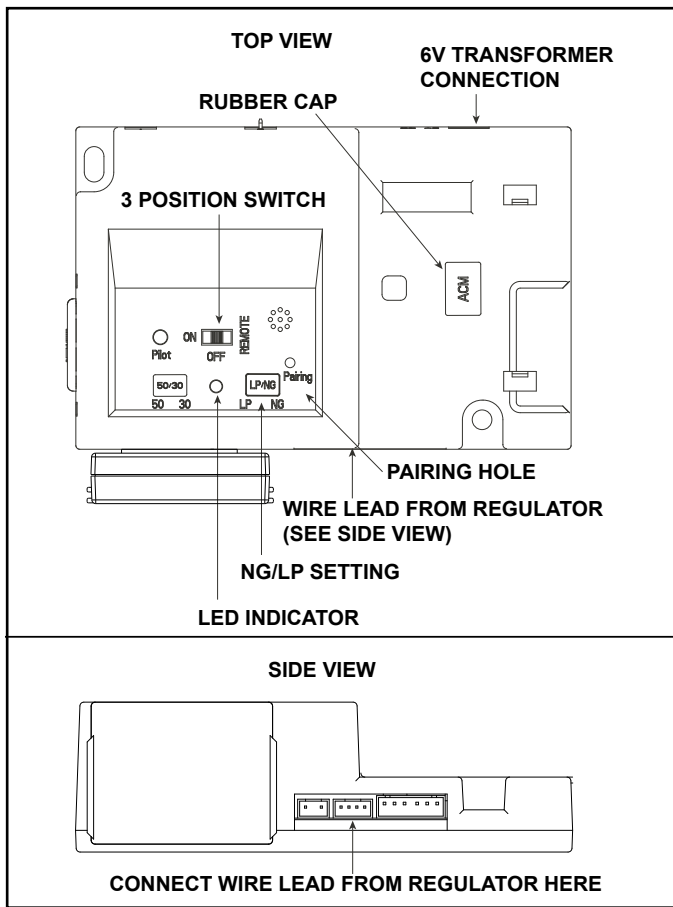 TOP VIEW
6V TRANSFORMER
CONNECTION
RUBBER CAP
3 POSITION SWITCH
ACM
ON
REMOTE
Pilot
OFF
Pairing
50/30
LP/NG
50 30
LP NG
PAIRING HOLE
WIRE LEAD FROM REGULATOR
(SEE SIDE VIEW)
NG/LP SETTING
LED INDICATOR
SIDE VIEW
CONNECT WIRE LEAD FROM REGULATOR HERE